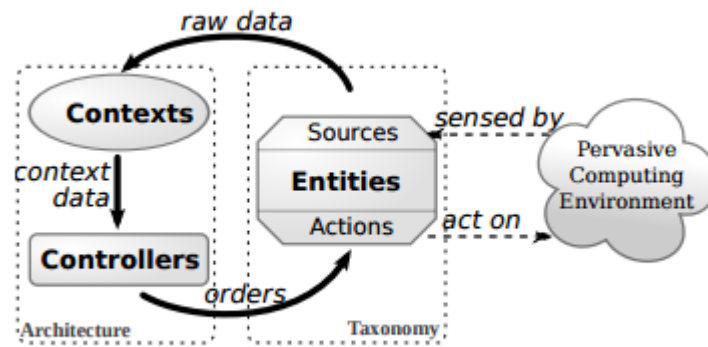 raw data
Contexts
context
data
Controllers
orders
Architecture
Sources
Entities
Actions
Taxonomy
sensed by
act on
Pervasive
Computing
Environment